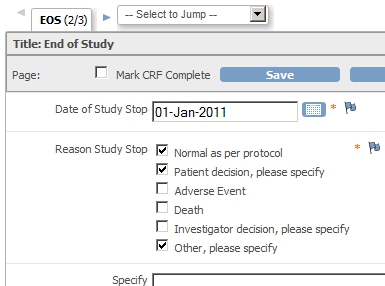 EOS (2/3) -- Select to Jump --
Title: End of Study
Page: Mark CRF Complete Save
Date of Study Stop 01-Jan-2011 *
Reason Study Stop Normal as per protocol *
Patient decision, please specify
Adverse Event
Death
Investigator decision, please specify
Other, please specify
Specify